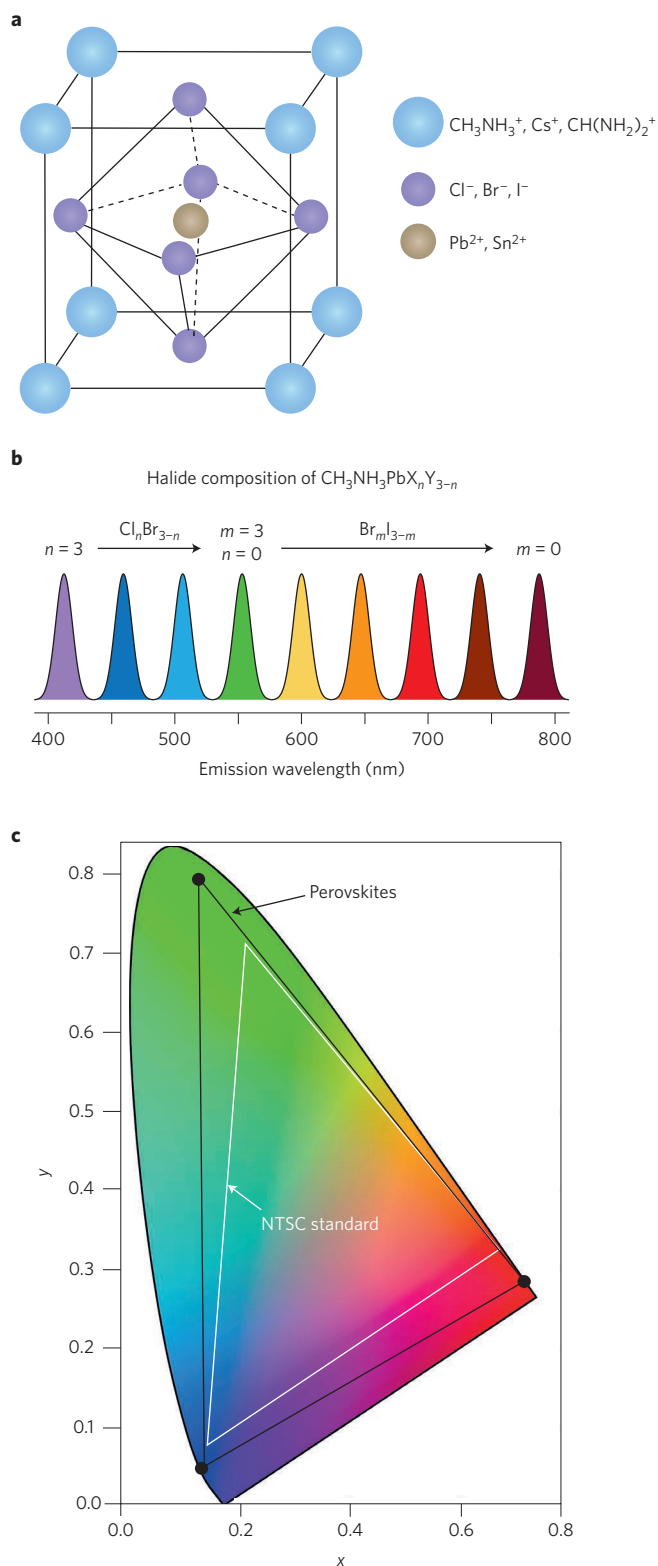 a
CH₃NH₃⁺, Cs⁺, CH(NH₂)₂⁺
Cl⁻, Br⁻, I⁻
Pb²⁺, Sn²⁺
b
Halide composition of CH₃NH₃PbXₙY₃₋ₙ
n = 3
ClₙBr₃₋ₙ
m = 3
n = 0
BrₘI₃₋ₘ
m = 0
400 500 600 700 800
Emission wavelength (nm)
c
0.8
Perovskites
0.7
0.6
0.5
y
0.4
NTSC standard
0.3
0.2
0.1
0.0
0.0 0.2 0.4 0.6 0.8
x